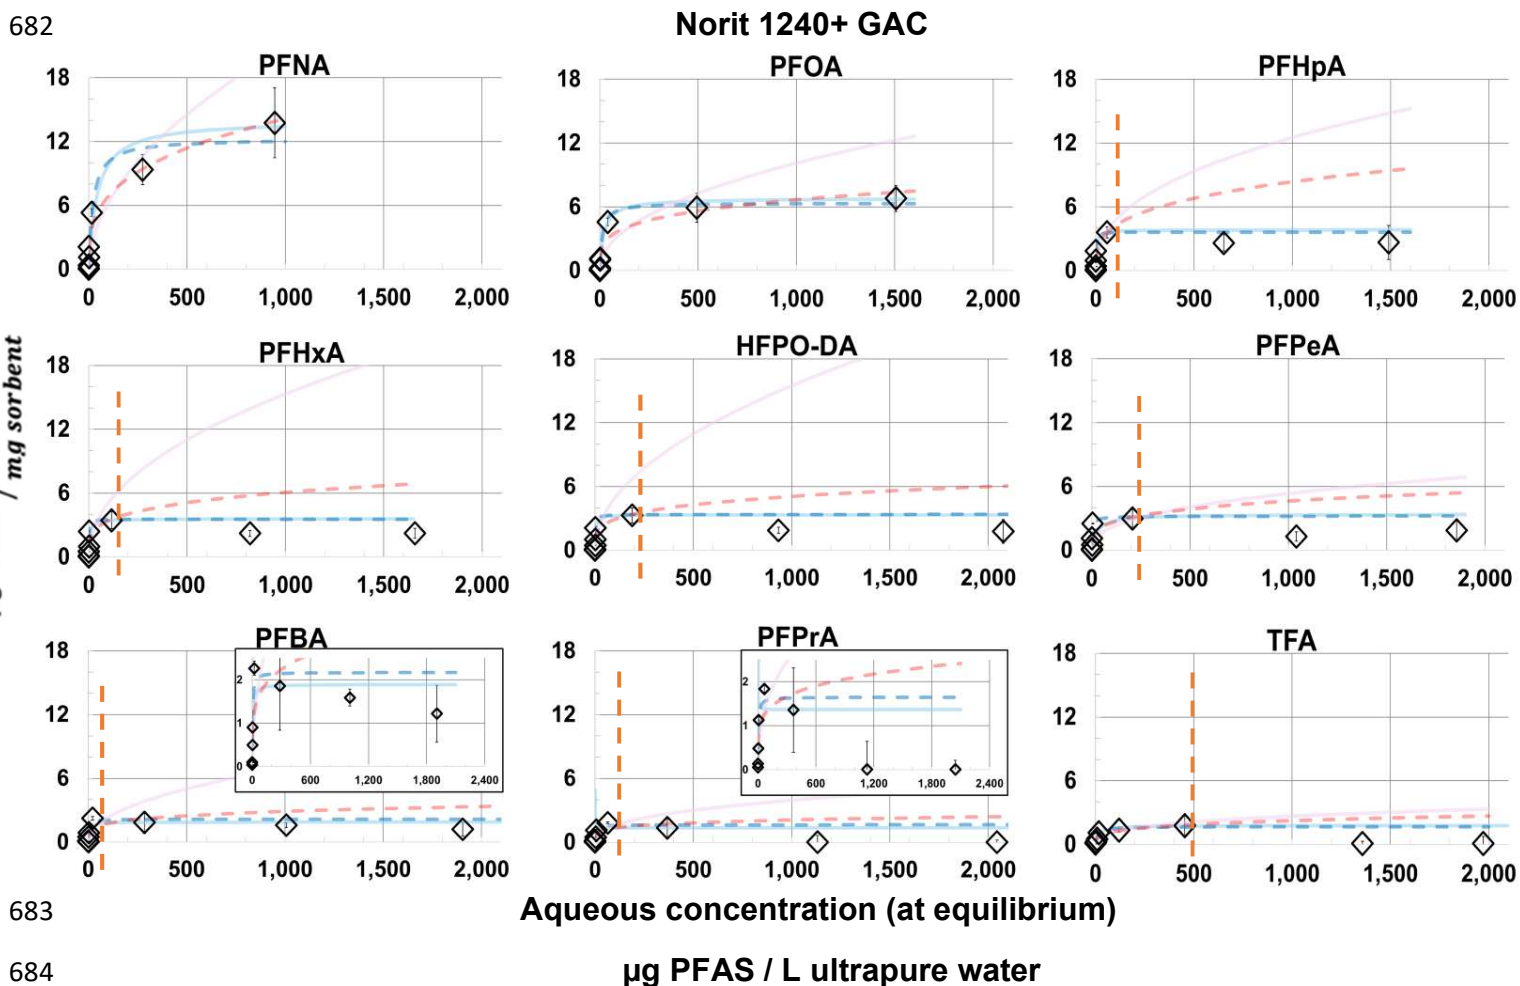 682
Norit 1240+ GAC
PFNA
PFOA
PFHpA
18
12
6
0
0 500 1,000 1,500 2,000
18
12
6
0
0 500 1,000 1,500 2,000
18
12
6
0
0 500 1,000 1,500 2,000
/ mg sorbent
PFHxA
HFPO-DA
PFPeA
18
12
6
0
0 500 1,000 1,500 2,000
18
12
6
0
0 500 1,000 1,500 2,000
18
12
6
0
0 500 1,000 1,500 2,000
PFBA
PFPrA
TFA
18
12
6
0
0 500 1,000 1,500 2,000
2
1
0
0 600 1,200 1,800 2,400
18
12
6
0
0 500 1,000 1,500 2,000
2
1
0
0 600 1,200 1,800 2,400
18
12
6
0
0 500 1,000 1,500 2,000
683
Aqueous concentration (at equilibrium)
684
µg PFAS / L ultrapure water